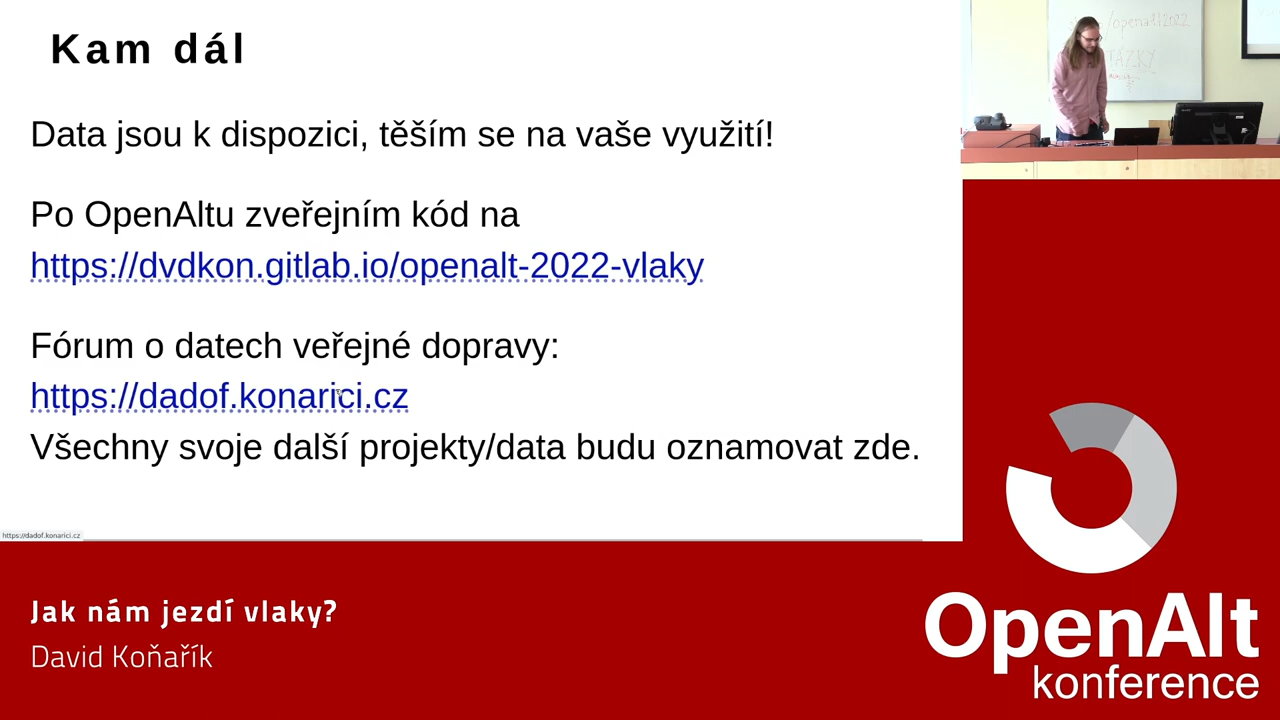 Kam dál
Data jsou k dispozici, těším se na vaše využití!
Po OpenAltu zveřejním kód na
https://dvdkon.gitlab.io/openalt-2022-vlaky
Fórum o datech veřejné dopravy:
https://dadof.konarici.cz
Všechny svoje další projekty/data budu oznamovat zde.
https://dadof.konarici.cz
/openalt2022
Jak nám jezdí vlaky?
David Koňařík
OpenAlt
konference